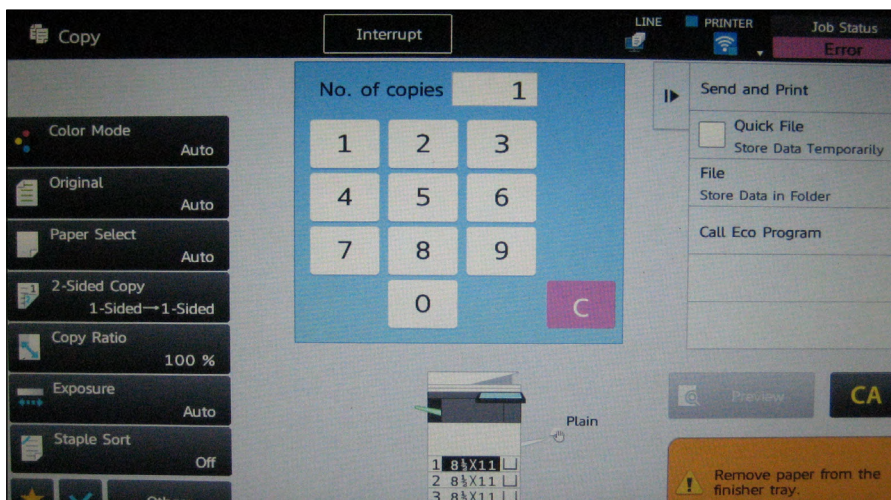 Copy
Interrupt
LINE
PRINTER
Job Status
Error
No. of copies 1
1 2 3
4 5 6
7 8 9
0 C
Color Mode
Auto
Original
Auto
Paper Select
Auto
2-Sided Copy
1-Sided→1-Sided
Copy Ratio
100 %
Exposure
Auto
Staple Sort
Off
Send and Print
Quick File
Store Data Temporarily
File
Store Data in Folder
Call Eco Program
Plain
1 8½X11
2 8½X11
3 8½X11
Preview
CA
Remove paper from the
finisher tray.